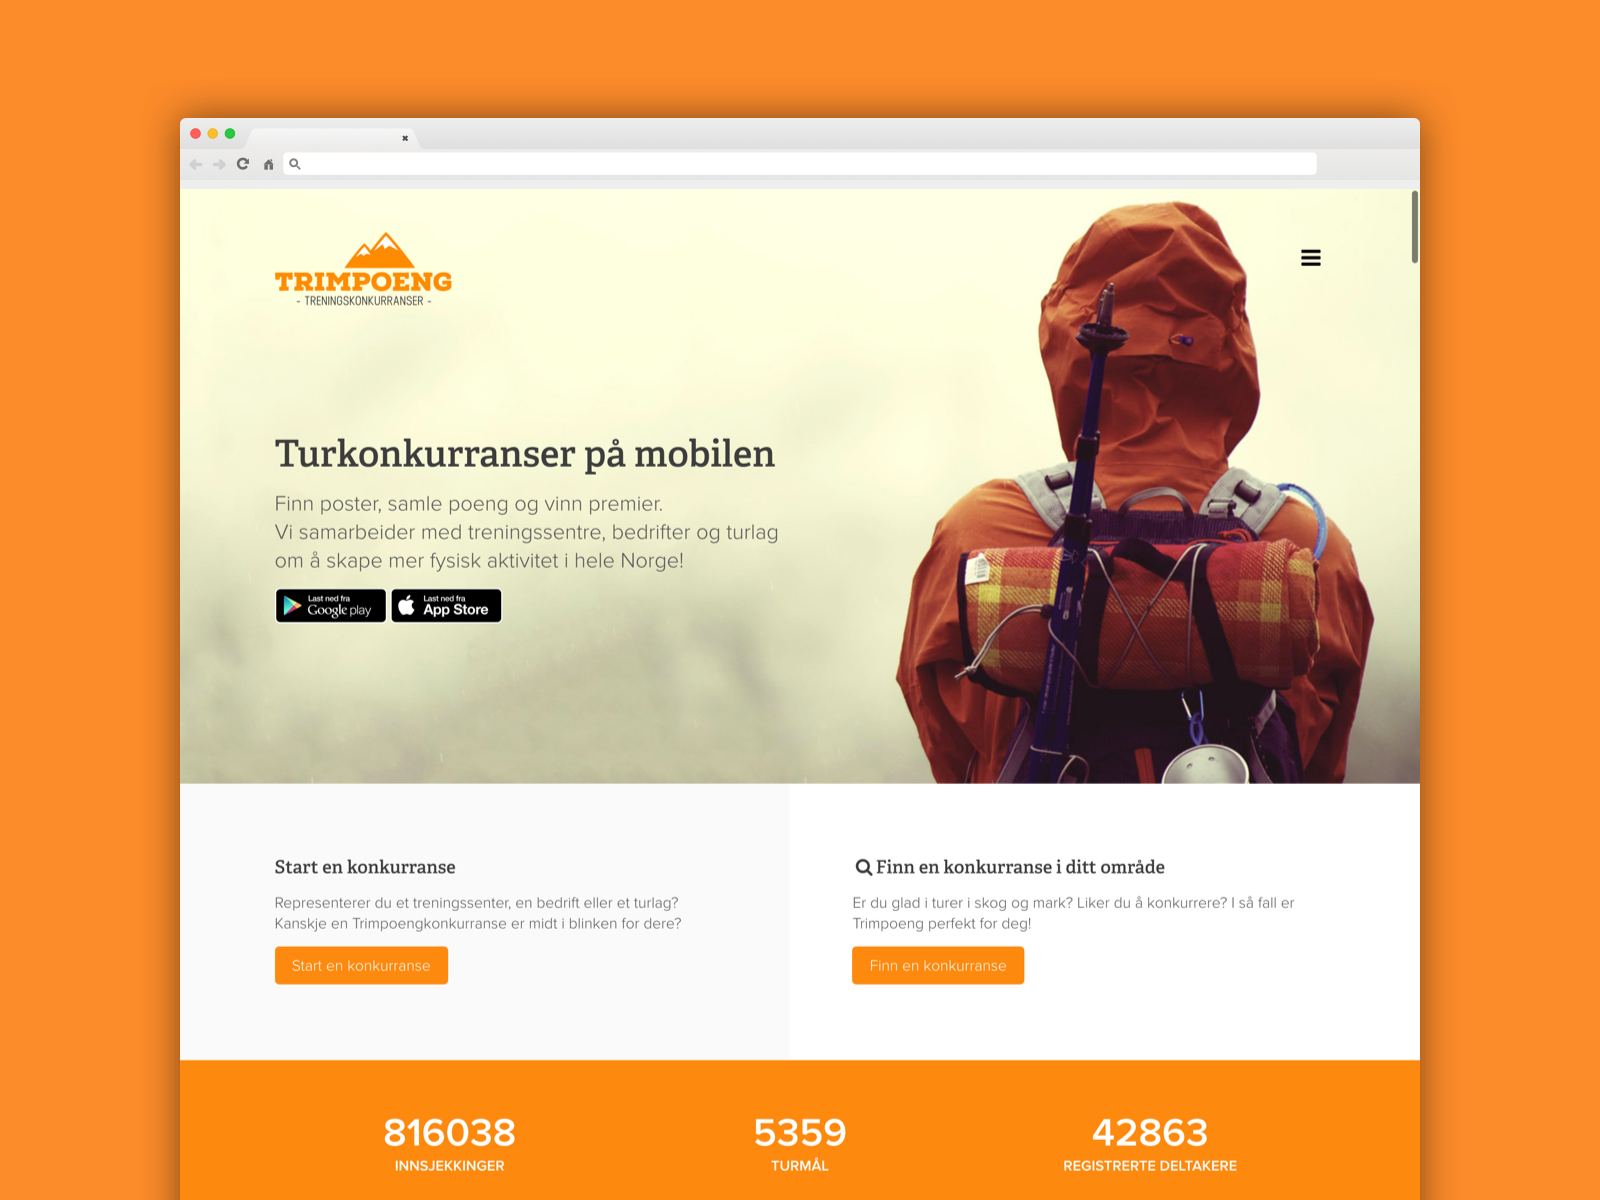 TRIMPOENG
- TRENINGSKONKURRANSER -
Turkonkurranser på mobilen
Finn poster, samle poeng og vinn premier.
Vi samarbeider med treningssentre, bedrifter og turlag
om å skape mer fysisk aktivitet i hele Norge!
Last ned fra
Google play
Last ned fra
App Store
Start en konkurranse
Representerer du et treningssenter, en bedrift eller et turlag?
Kanskje en Trimpoengkonkurranse er midt i blinken for dere?
Start en konkurranse
Finn en konkurranse i ditt område
Er du glad i turer i skog og mark? Liker du å konkurrere? I så fall er
Trimpoeng perfekt for deg!
Finn en konkurranse
816038
INNSJEKKINGER
5359
TURMÅL
42863
REGISTRERTE DELTAKERE